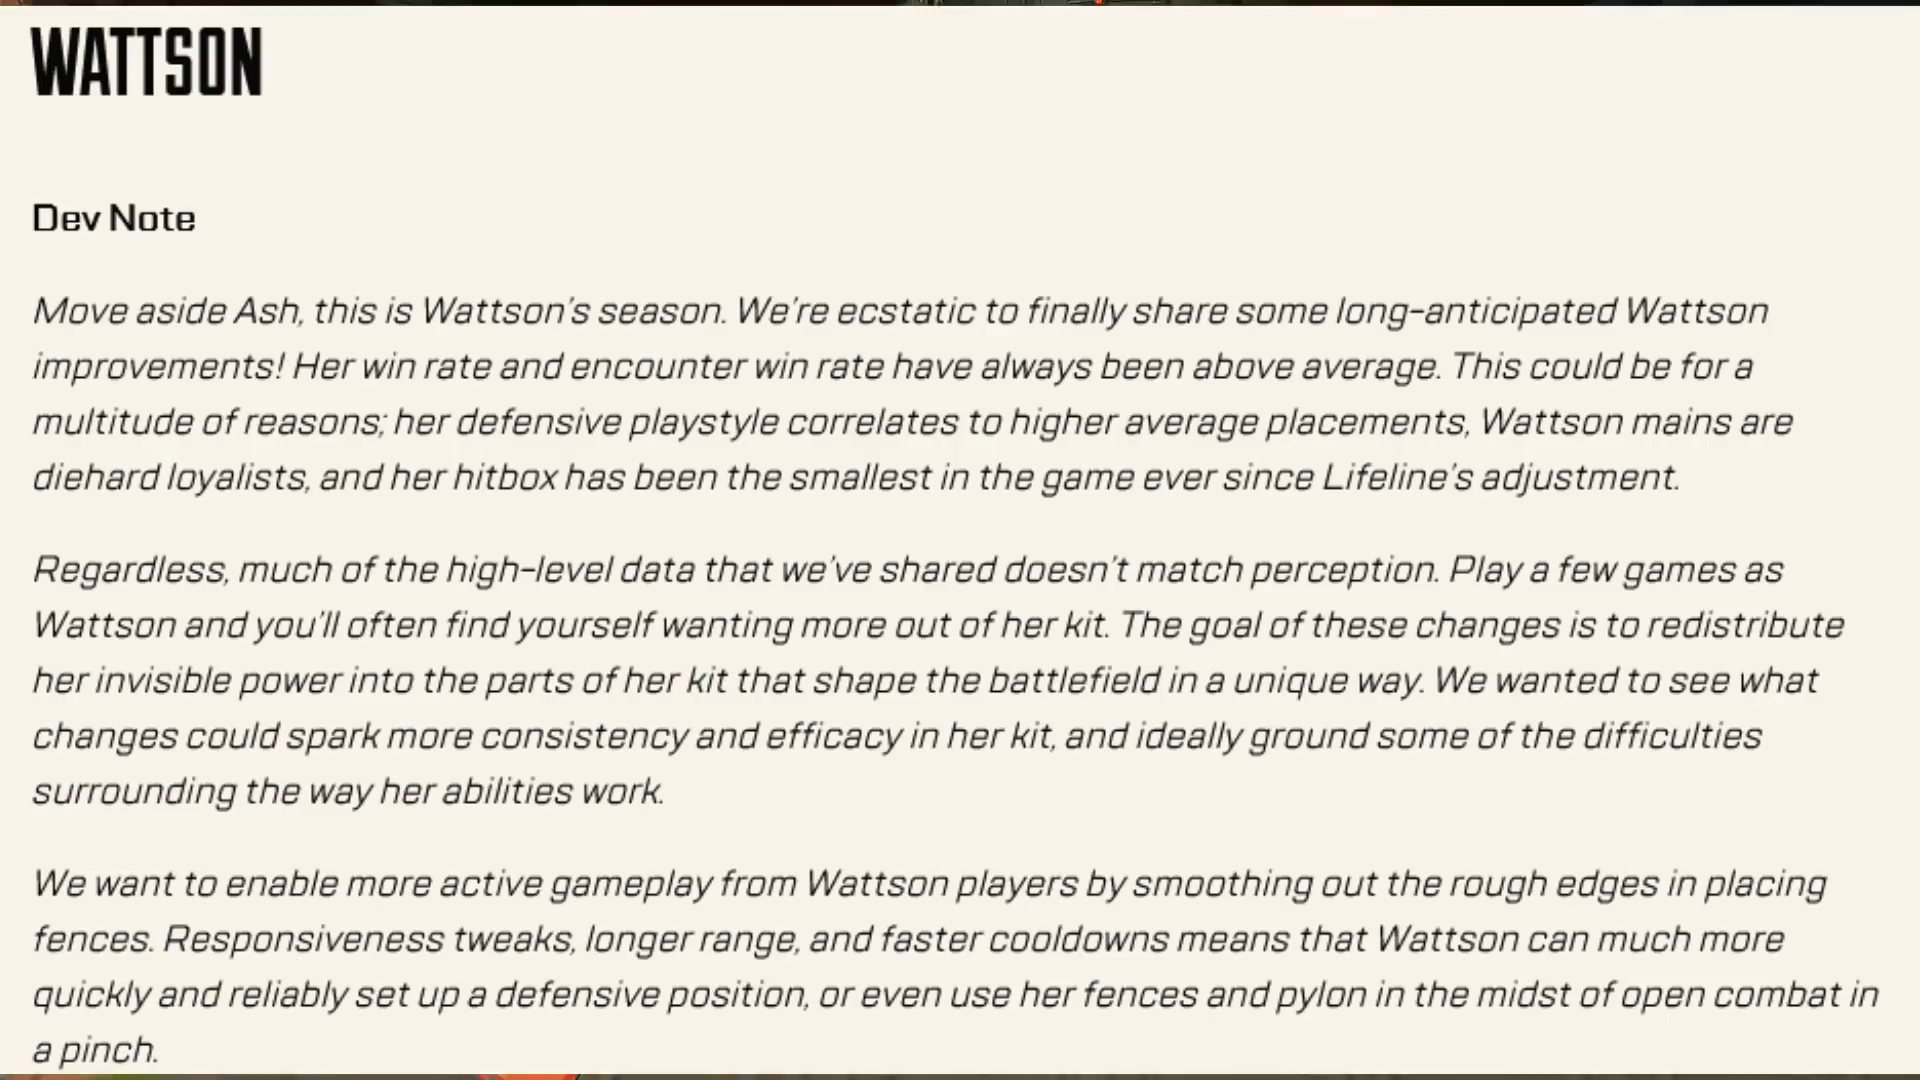 WATTSON
Dev Note
Move aside Ash, this is Wattson's season. We're ecstatic to finally share some long-anticipated Wattson
improvements! Her win rate and encounter win rate have always been above average. This could be for a
multitude of reasons; her defensive playstyle correlates to higher average placements, Wattson mains are
diehard loyalists, and her hitbox has been the smallest in the game ever since Lifeline's adjustment.
Regardless, much of the high-level data that we've shared doesn't match perception. Play a few games as
Wattson and you'll often find yourself wanting more out of her kit. The goal of these changes is to redistribute
her invisible power into the parts of her kit that shape the battlefield in a unique way. We wanted to see what
changes could spark more consistency and efficacy in her kit, and ideally ground some of the difficulties
surrounding the way her abilities work.
We want to enable more active gameplay from Wattson players by smoothing out the rough edges in placing
fences. Responsiveness tweaks, longer range, and faster cooldowns means that Wattson can much more
quickly and reliably set up a defensive position, or even use her fences and pylon in the midst of open combat in
a pinch.